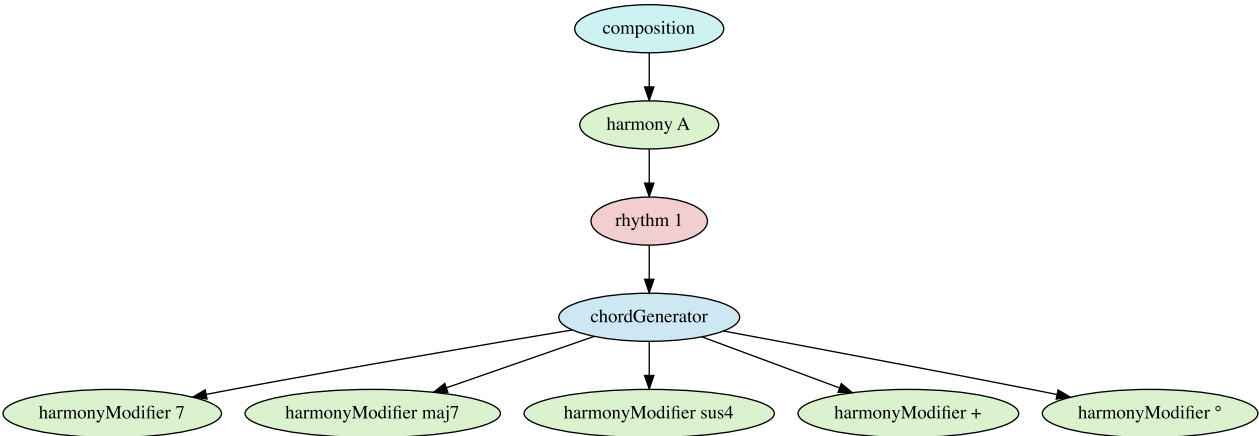 composition
harmony A
rhythm 1
chordGenerator
harmonyModifier 7
harmonyModifier maj7
harmonyModifier sus4
harmonyModifier +
harmonyModifier °